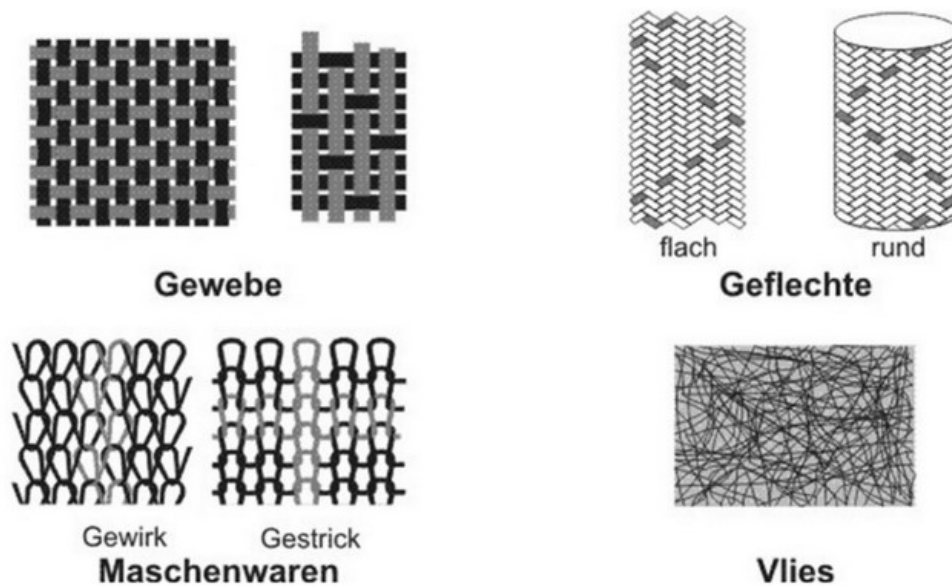 Gewebe
flach
rund
Geflechte
Gewirk
Gestrick
Maschenwaren
Vlies